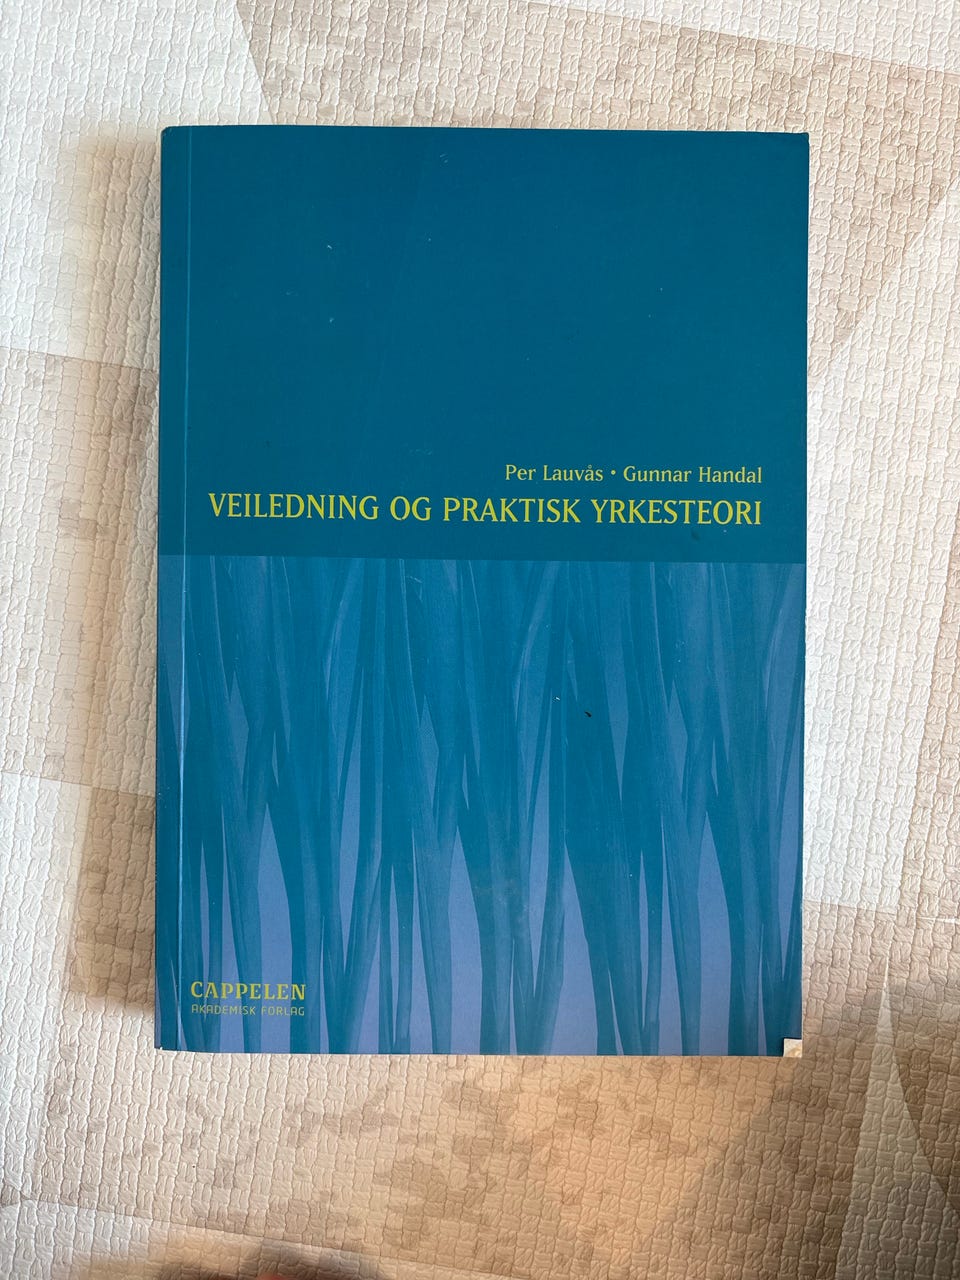 Per Lauvås • Gunnar Handal
VEILEDNING OG PRAKTISK YRKESTEORI
CAPPELEN
AKADEMISK FORLAG